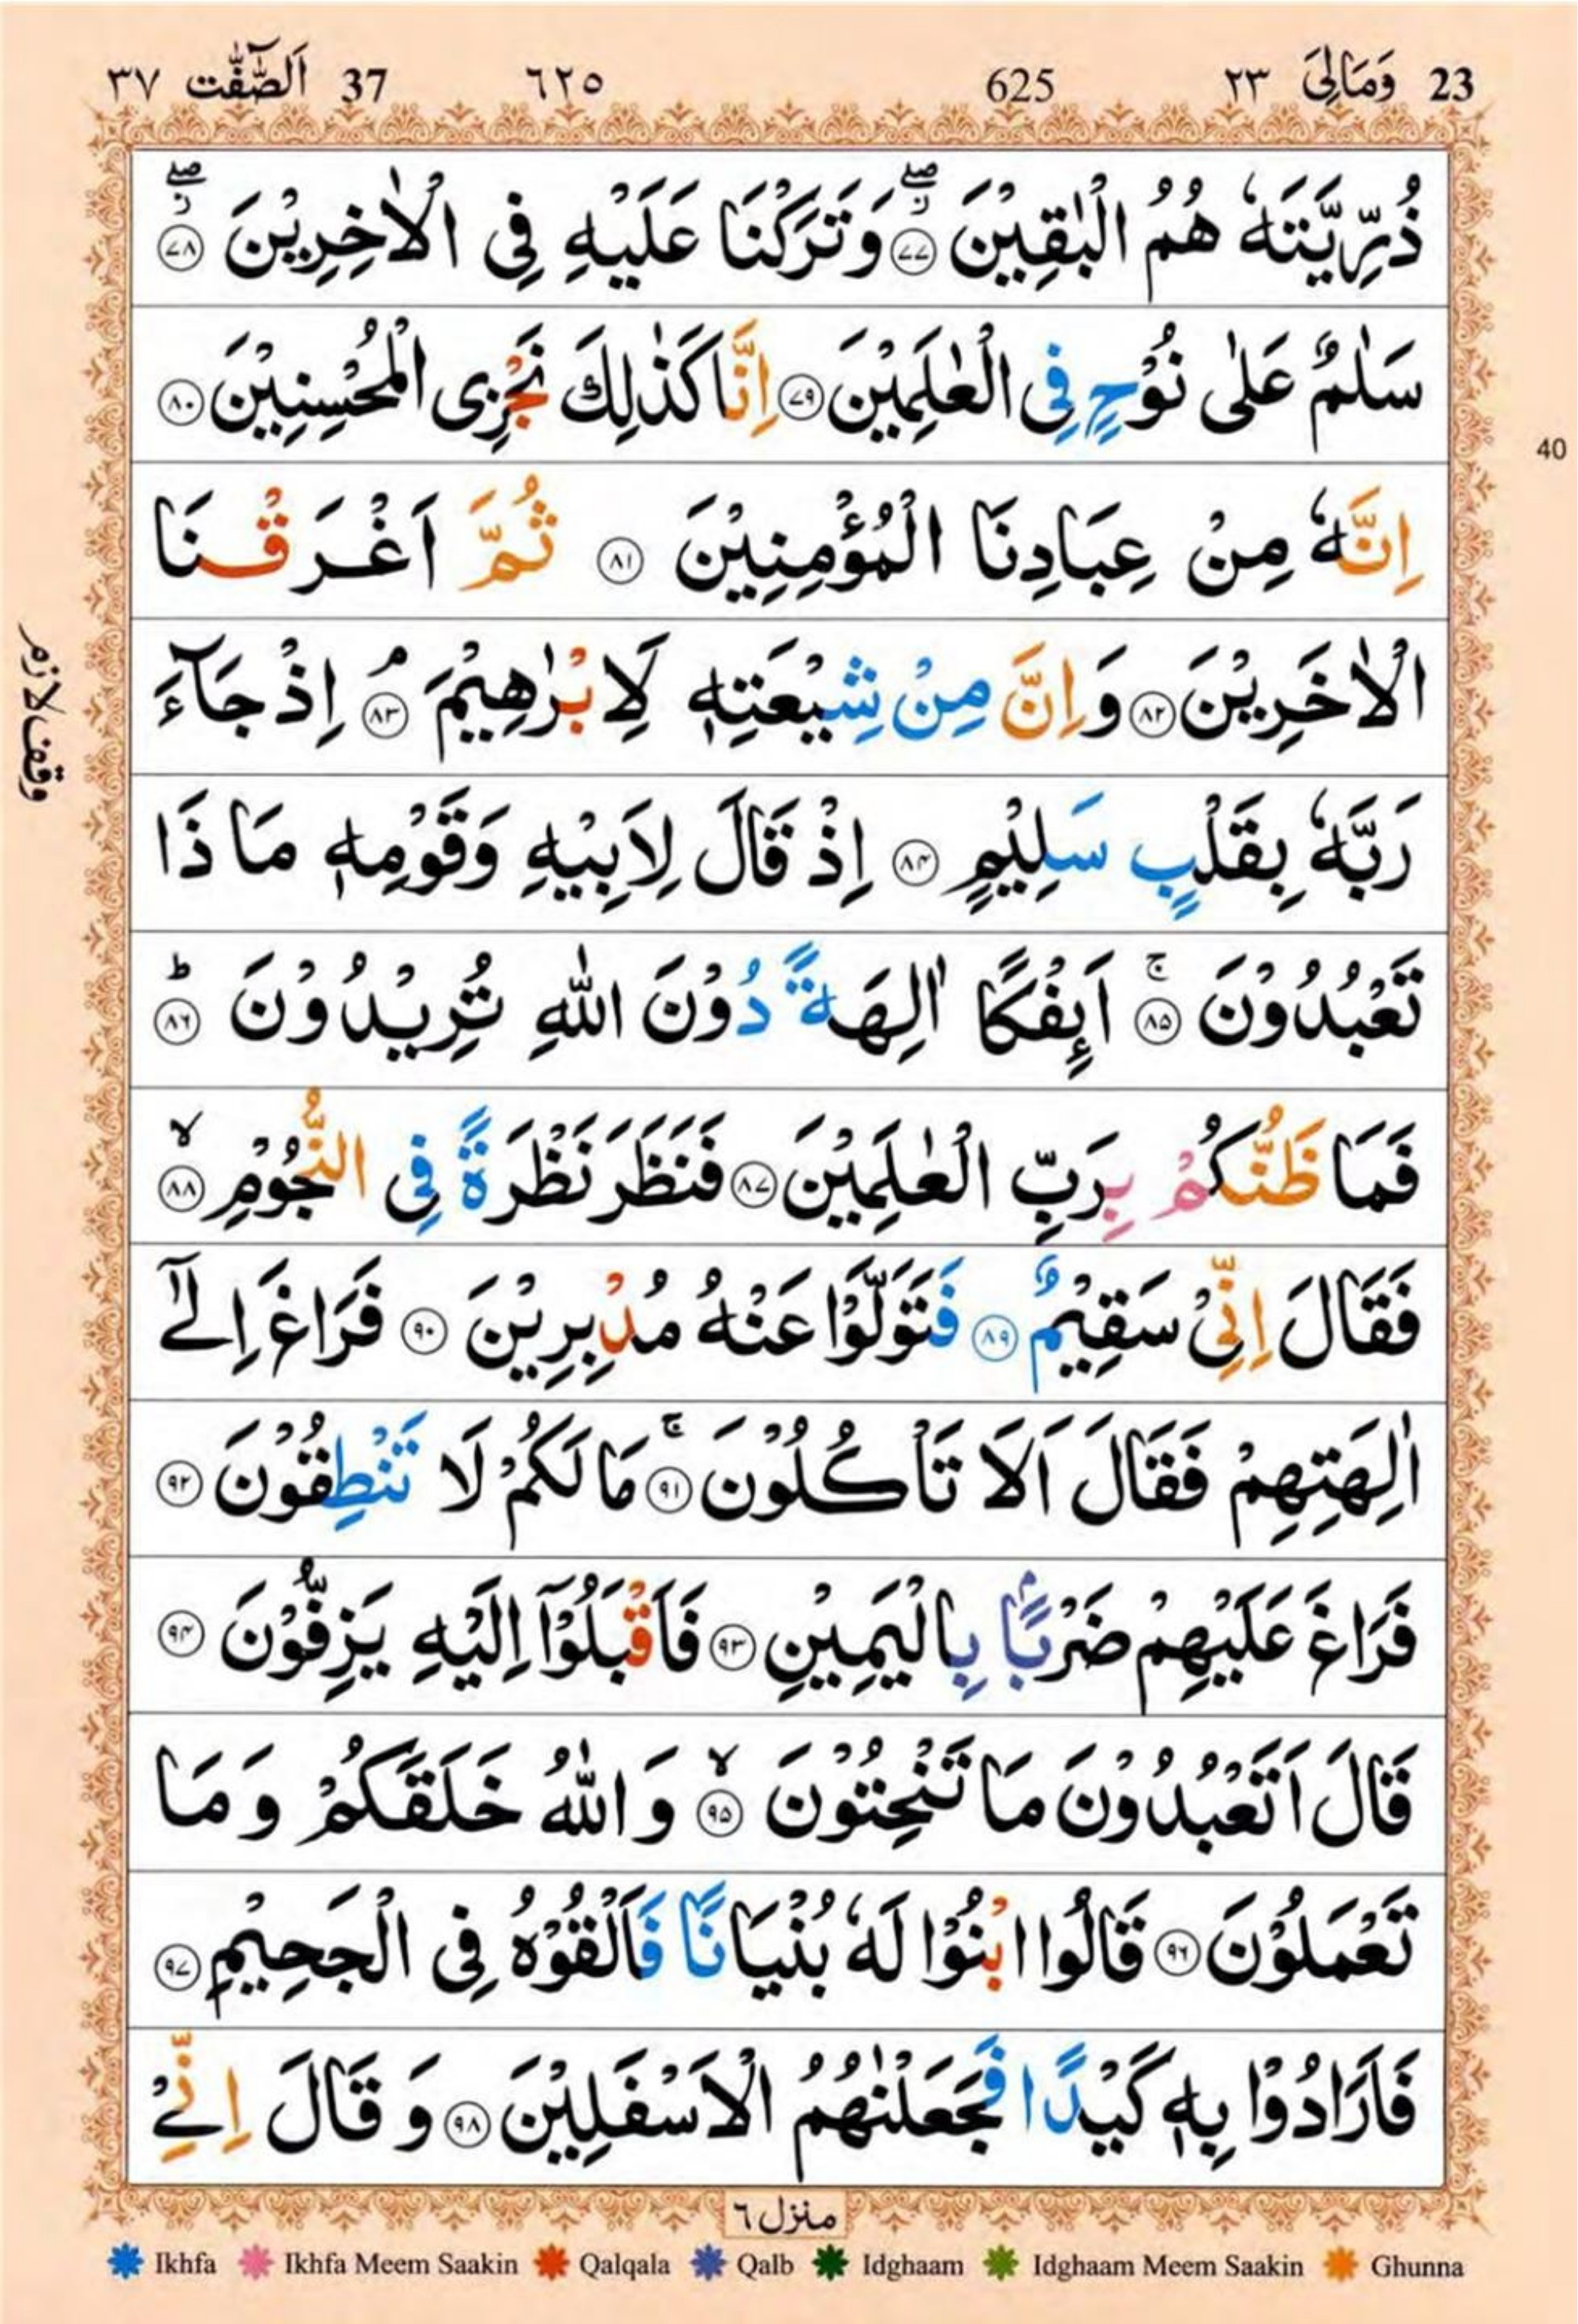 23 وَمَالِیَ ٢٣ 625 ٦٢٥ 37 اَلصّٰٓفّٰت ٣٧
ذُرِّيَّتَهٗ هُمُ الْبٰقِيْنَ ۖ٧٧ وَتَرَكْنَا عَلَيْهِ فِى الْاٰخِرِيْنَ ۖ٧٨
سَلٰمٌ عَلٰى نُوْحٍ فِى الْعٰلَمِيْنَ ٧٩ اِنَّا كَذٰلِكَ نَجْزِى الْمُحْسِنِيْنَ ٨٠
40
اِنَّهٗ مِنْ عِبَادِنَا الْمُؤْمِنِيْنَ ٨١ ثُمَّ اَغْرَقْنَا
الْاٰخَرِيْنَ ٨٢ وَاِنَّ مِنْ شِيْعَتِهٖ لَاِبْرٰهِيْمَ ۘ٨٣ اِذْ جَآءَ
وقف لازم
رَبَّهٗ بِقَلْبٍ سَلِيْمٍ ٨٤ اِذْ قَالَ لِاَبِيْهِ وَقَوْمِهٖ مَاذَا
تَعْبُدُوْنَ ۚ٨٥ اَئِفْكًا اٰلِهَةً دُوْنَ اللّٰهِ تُرِيْدُوْنَ ؕ٨٦
فَمَا ظَنُّكُمْ بِرَبِّ الْعٰلَمِيْنَ ٨٧ فَنَظَرَ نَظْرَةً فِى النُّجُوْمِ ۙ٨٨
فَقَالَ اِنِّىْ سَقِيْمٌ ٨٩ فَتَوَلَّوْا عَنْهُ مُدْبِرِيْنَ ٩٠ فَرَاغَ اِلٰٓى
اٰلِهَتِهِمْ فَقَالَ اَلَا تَاْكُلُوْنَ ۚ٩١ مَا لَكُمْ لَا تَنْطِقُوْنَ ٩٢
فَرَاغَ عَلَيْهِمْ ضَرْبًۢا بِالْيَمِيْنِ ٩٣ فَاَقْبَلُوْٓا اِلَيْهِ يَزِفُّوْنَ ٩٤
قَالَ اَتَعْبُدُوْنَ مَا تَنْحِتُوْنَ ۙ٩٥ وَاللّٰهُ خَلَقَكُمْ وَمَا
تَعْمَلُوْنَ ٩٦ قَالُوا ابْنُوْا لَهٗ بُنْيَانًا فَاَلْقُوْهُ فِى الْجَحِيْمِ ٩٧
فَاَرَادُوْا بِهٖ كَيْدًا فَجَعَلْنٰهُمُ الْاَسْفَلِيْنَ ٩٨ وَقَالَ اِنِّىْ
منزل ٦
Ikhfa Ikhfa Meem Saakin Qalqala Qalb Idghaam Idghaam Meem Saakin Ghunna